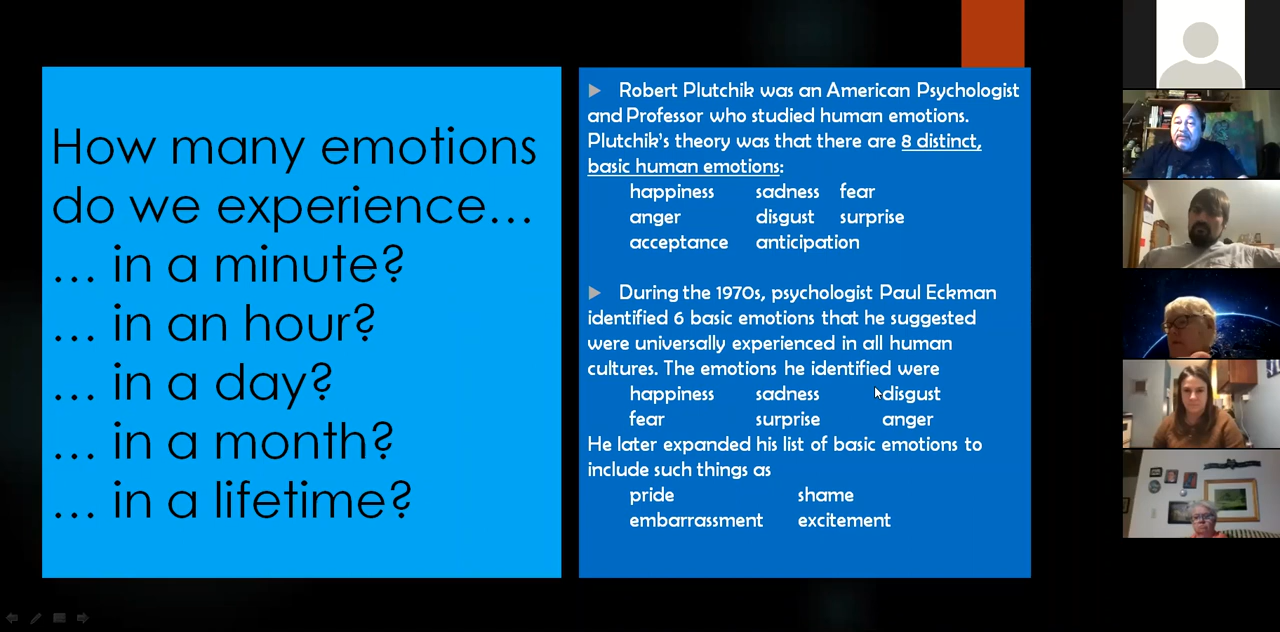 How many emotions
do we experience…
… in a minute?
… in an hour?
… in a day?
… in a month?
… in a lifetime?
Robert Plutchik was an American Psychologist
and Professor who studied human emotions.
Plutchik's theory was that there are 8 distinct,
basic human emotions:
happiness sadness fear
anger disgust surprise
acceptance anticipation
During the 1970s, psychologist Paul Eckman
identified 6 basic emotions that he suggested
were universally experienced in all human
cultures. The emotions he identified were
happiness sadness disgust
fear surprise anger
He later expanded his list of basic emotions to
include such things as
pride shame
embarrassment excitement